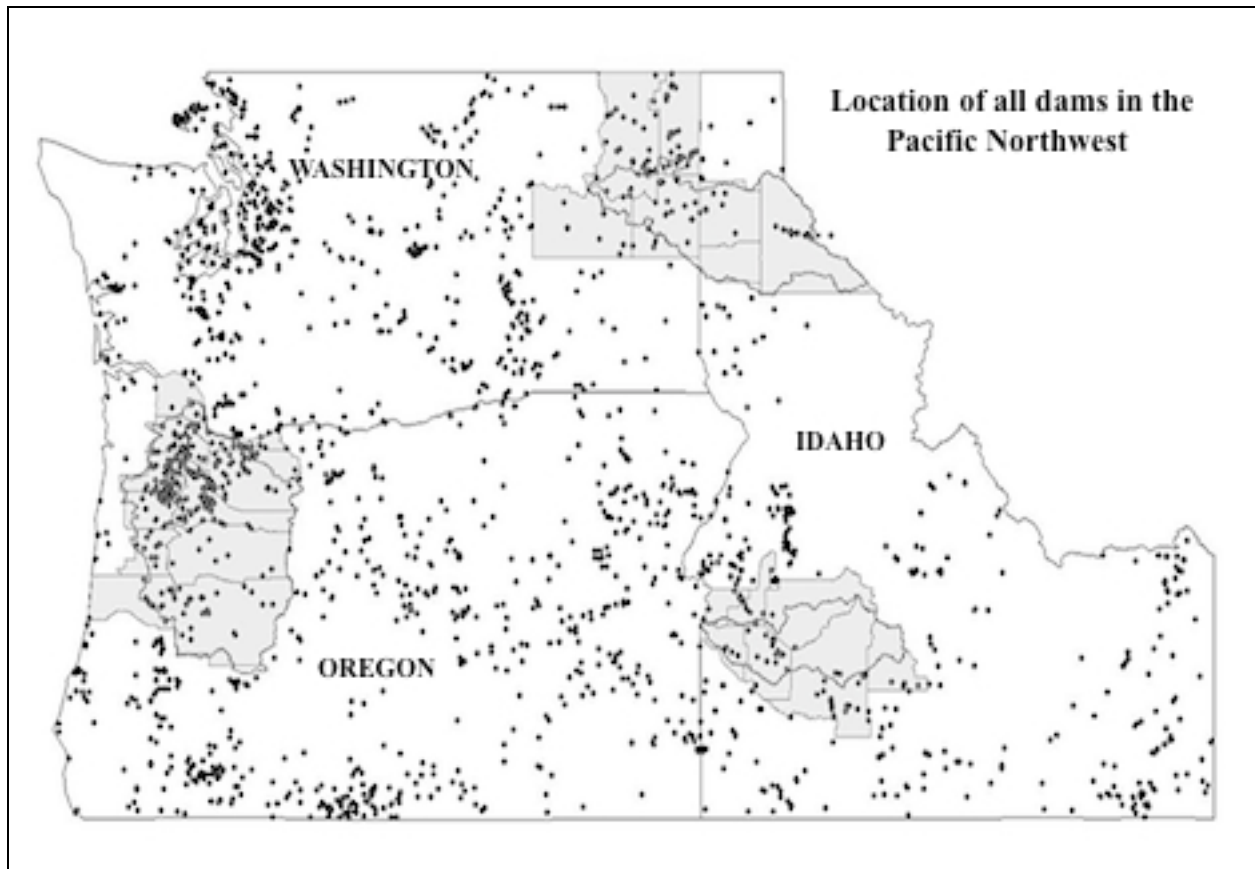 Location of all dams in the
Pacific Northwest
WASHINGTON
IDAHO
OREGON